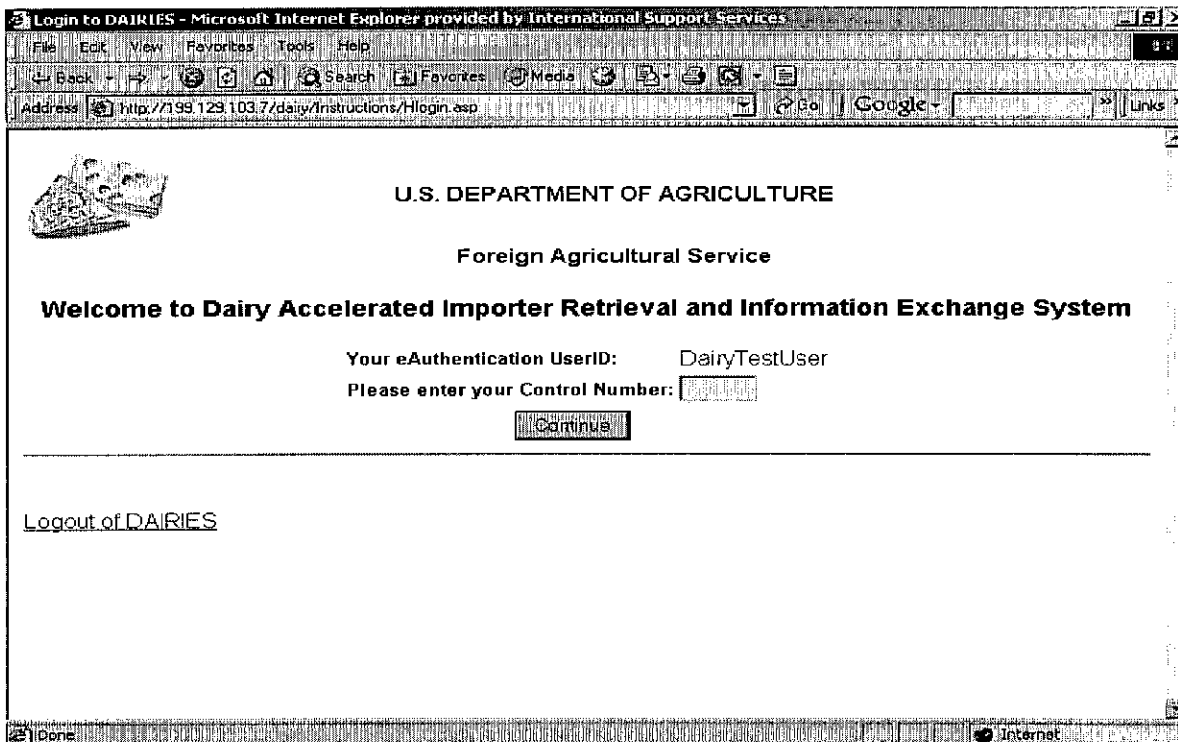 Login to DAIRIES - Microsoft Internet Explorer provided by International Support Services
File Edit View Favorites Tools Help
Back Search Favorites Media
Address http://199.129.103.7/dairy/Instructions/Hlogin.asp Go Google Links
U.S. DEPARTMENT OF AGRICULTURE
Foreign Agricultural Service
Welcome to Dairy Accelerated Importer Retrieval and Information Exchange System
Your eAuthentication UserID: DairyTestUser
Please enter your Control Number:
Continue
Logout of DAIRIES
Done Internet